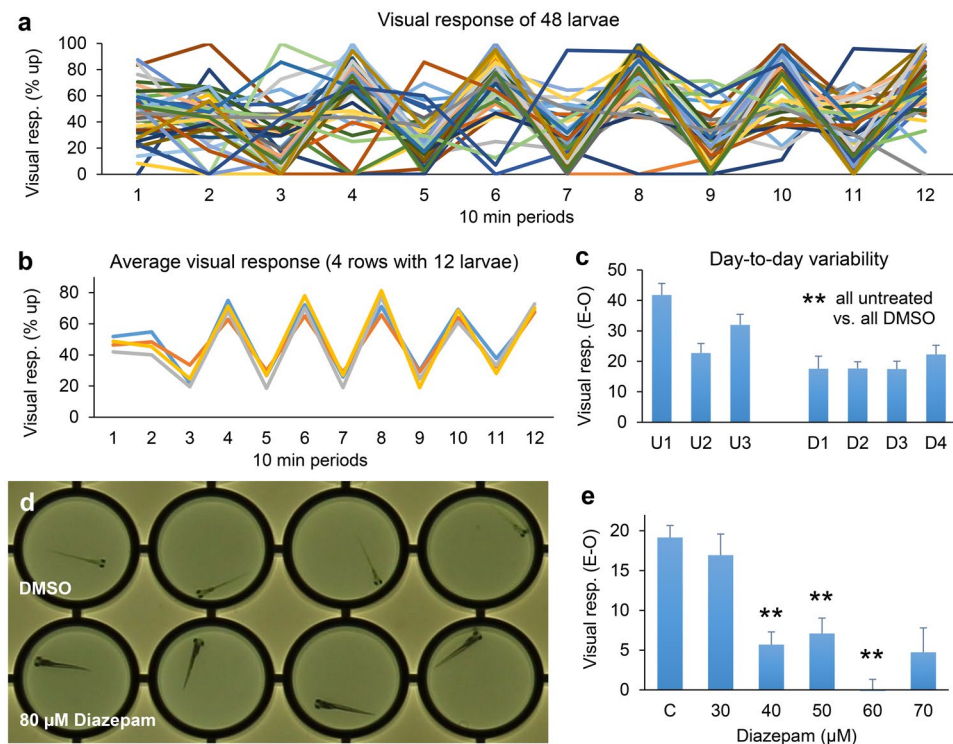 a
Visual response of 48 larvae
Visual resp. (% up)
100
80
60
40
20
0
1 2 3 4 5 6 7 8 9 10 11 12
10 min periods
b
Average visual response (4 rows with 12 larvae)
Visual resp. (% up)
80
60
40
20
0
1 2 3 4 5 6 7 8 9 10 11 12
10 min periods
c
Day-to-day variability
Visual resp. (E-O)
50
40
30
20
10
0
** all untreated
vs. all DMSO
U1 U2 U3 D1 D2 D3 D4
d
DMSO
80 µM Diazepam
e
Visual resp. (E-O)
20
15
10
5
0
** ** **
C 30 40 50 60 70
Diazepam (µM)